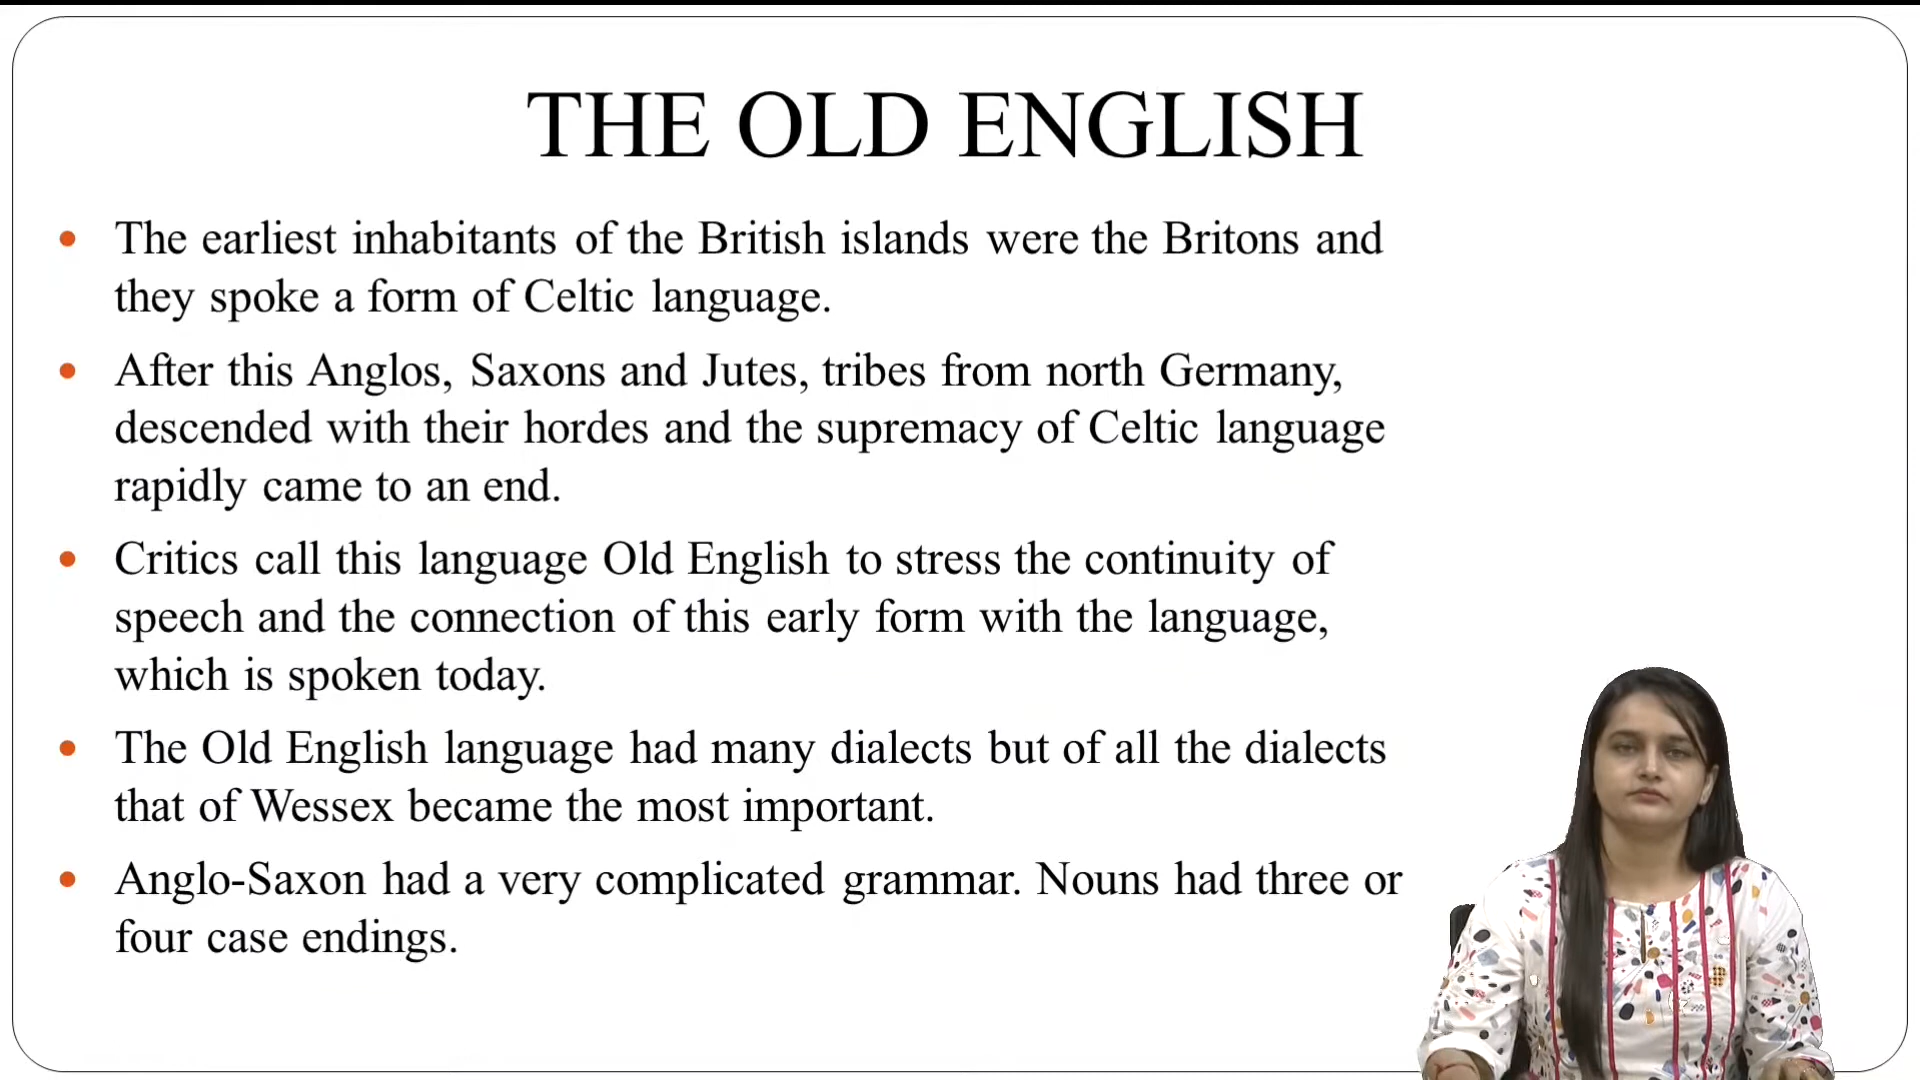 THE OLD ENGLISH
The earliest inhabitants of the British islands were the Britons and
they spoke a form of Celtic language.
After this Anglos, Saxons and Jutes, tribes from north Germany,
descended with their hordes and the supremacy of Celtic language
rapidly came to an end.
Critics call this language Old English to stress the continuity of
speech and the connection of this early form with the language,
which is spoken today.
The Old English language had many dialects but of all the dialects
that of Wessex became the most important.
Anglo-Saxon had a very complicated grammar. Nouns had three or
four case endings.